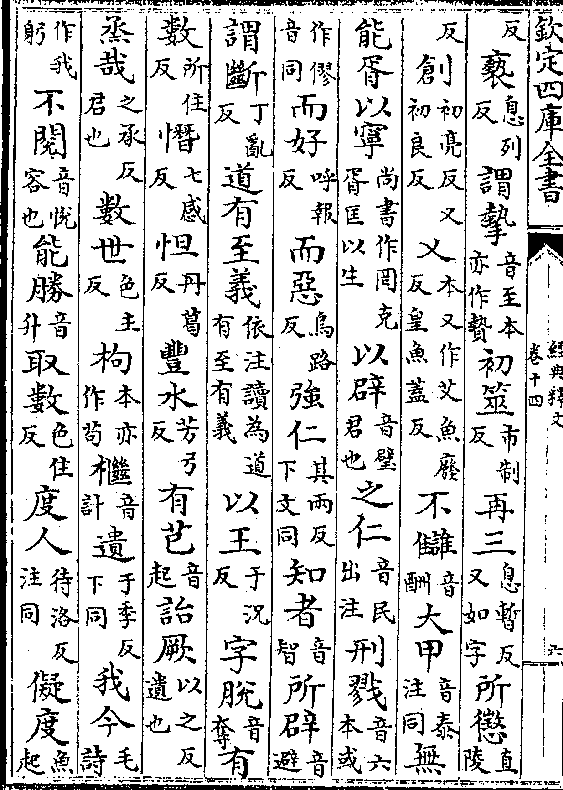 欽定四庫全書
經典釋文
卷十四
反褻息列反謂摯音至本亦作贄初筮市制反再三息暫反又如字所懲直陵
反創初亮反又初良反乂本又作艾魚廢反皇魚蓋反不讎音酬大甲音泰注同無
能胥以寧尚書作罔克胥匡以生以辟音璧君也之仁音民出注刑戮音六本或
作僇音同而好呼報反而惡烏路反強仁其兩反下文同知者音智所辟音避
謂斷丁亂反道有至義依注讀為道有至有義以王于況反字脫音奪有
數所住反憯七感反怛丹葛反豐水芳弓反有芑音起詒厥以之反遺也
烝哉之承反君也數世色主反枸本亦作苟檵音計遺于季反下同我今毛詩
作我躬不閱音悅容也能勝音升取數色住反度人待洛反注同儗度魚起